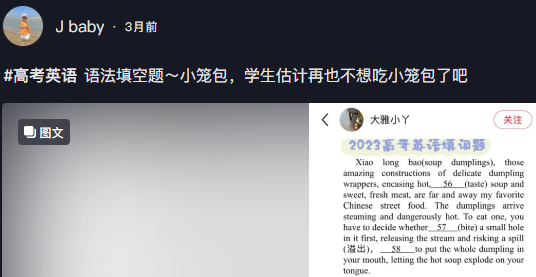 J baby · 3月前
#高考英语 语法填空题～小笼包，学生估计再也不想吃小笼包了吧
图文
大雅小丫
关注
2023高考英语填词题
Xiao long bao(soup dumplings), those
amazing constructions of delicate dumpling
wrappers, encasing hot,__56__(taste) soup and
sweet, fresh meat, are far and away my favorite
Chinese street food. The dumplings arrive
steaming and dangerously hot. To eat one, you
have to decide whether__57__(bite) a small hole
in it first, releasing the stream and risking a spill
(溢出)，__58__to put the whole dumpling in
your mouth, letting the hot soup explode on your
tongue.